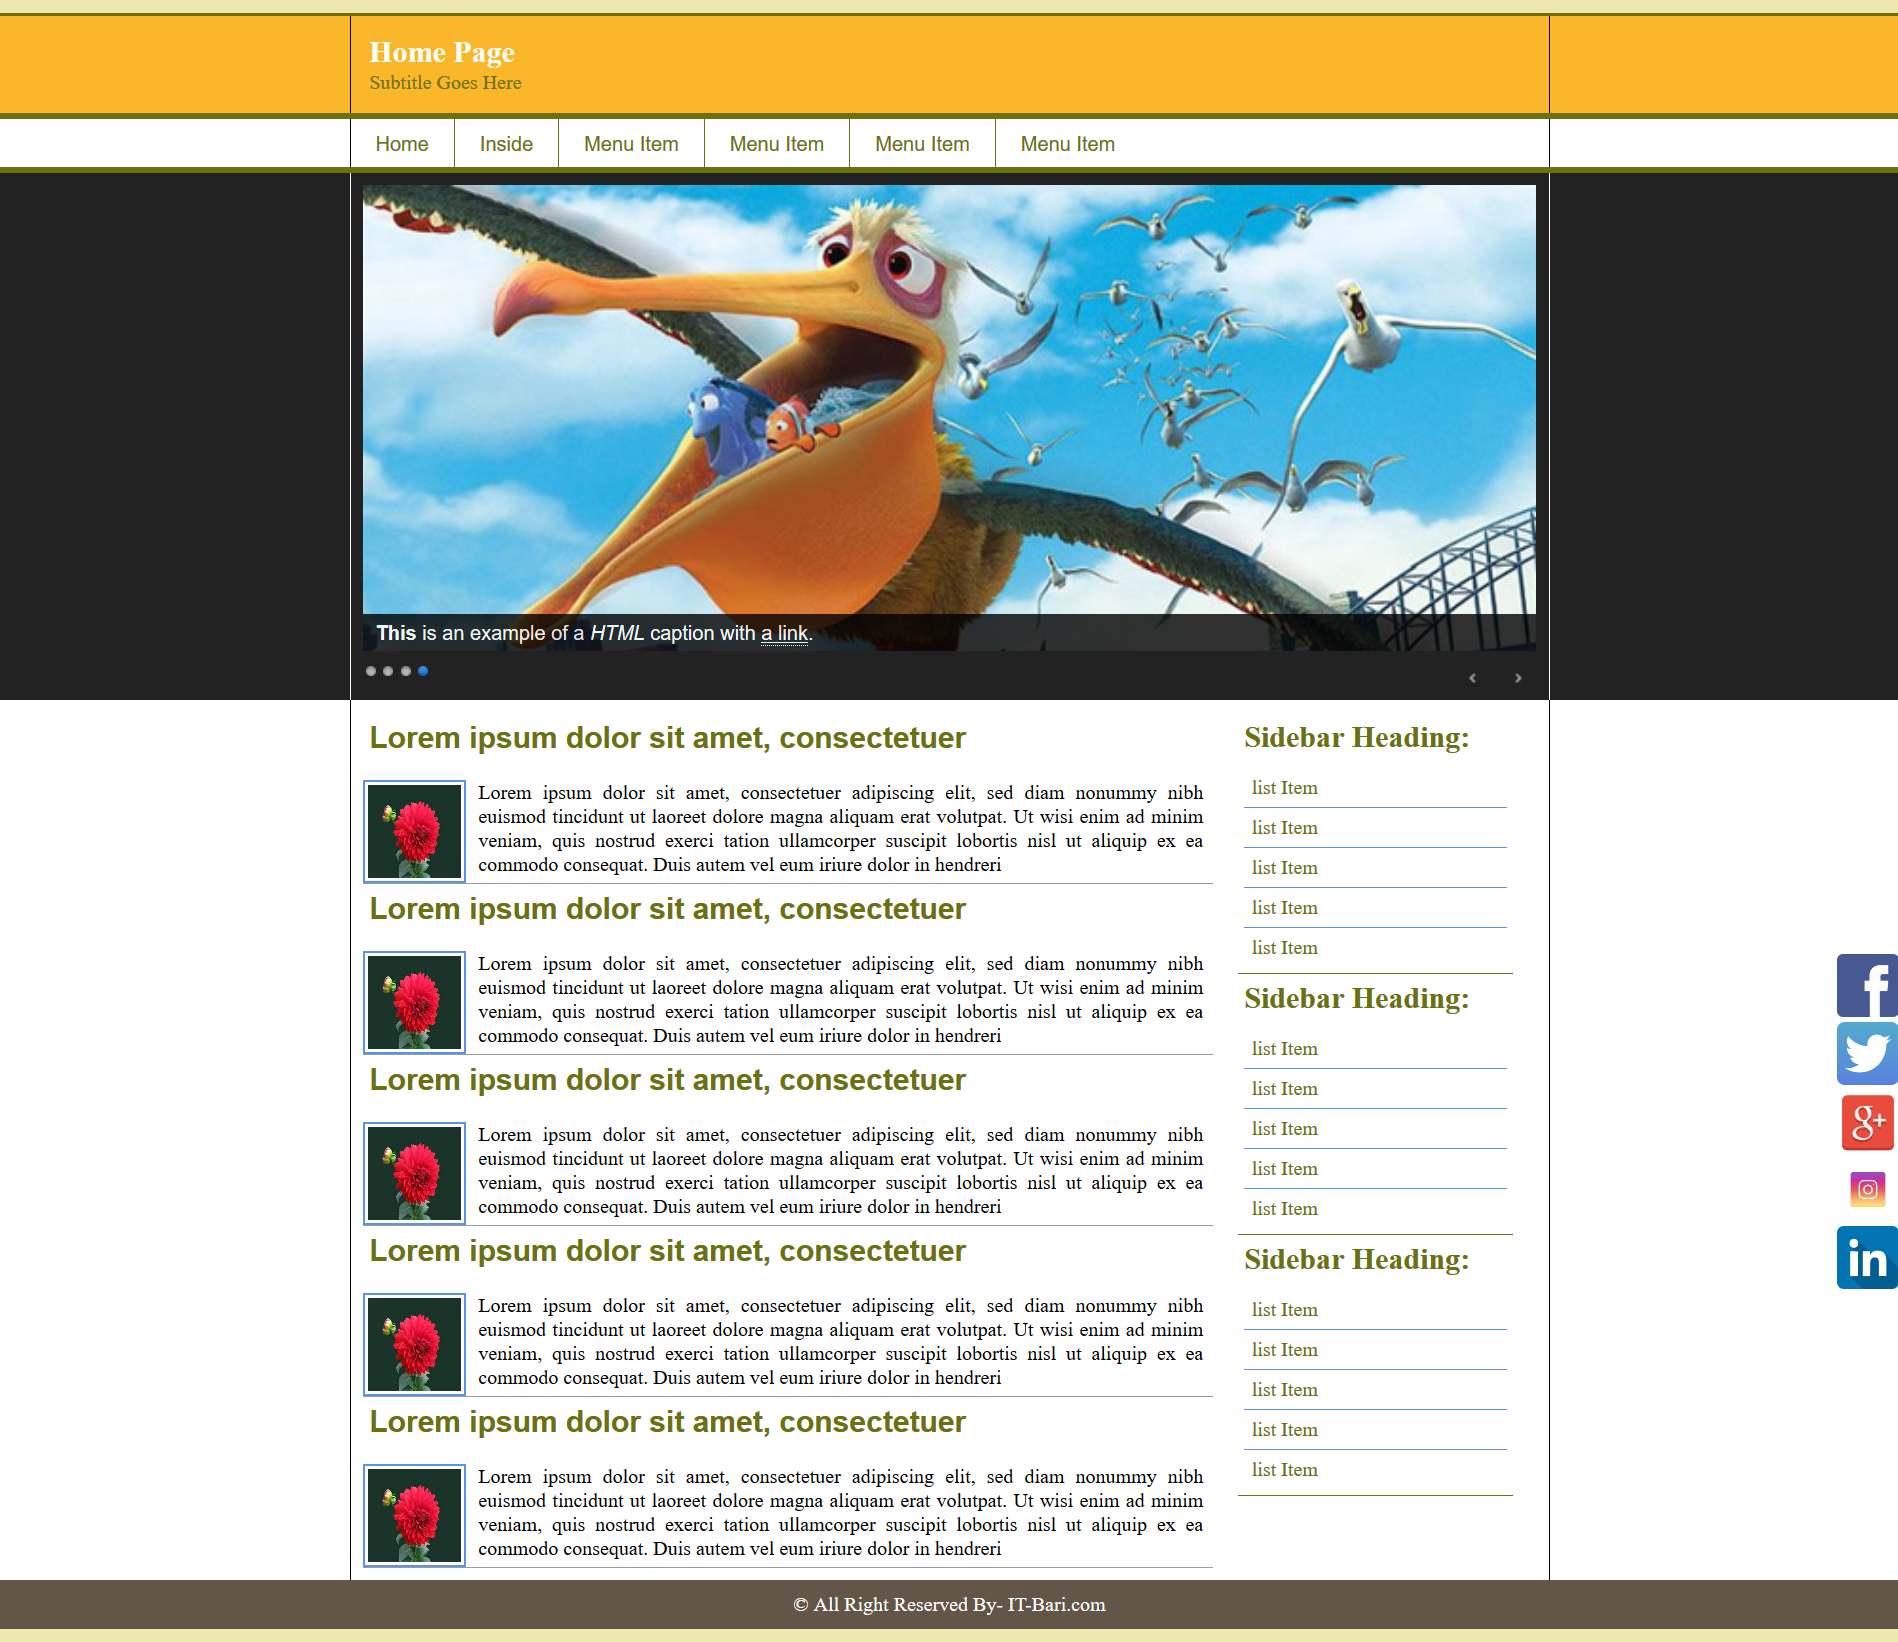 Home Page
Subtitle Goes Here
Home
Inside
Menu Item
Menu Item
Menu Item
Menu Item
This is an example of a HTML caption with a link.
Lorem ipsum dolor sit amet, consectetuer
Lorem ipsum dolor sit amet, consectetuer adipiscing elit, sed diam nonummy nibh
euismod tincidunt ut laoreet dolore magna aliquam erat volutpat. Ut wisi enim ad minim
veniam, quis nostrud exerci tation ullamcorper suscipit lobortis nisl ut aliquip ex ea
commodo consequat. Duis autem vel eum iriure dolor in hendreri
Lorem ipsum dolor sit amet, consectetuer
Lorem ipsum dolor sit amet, consectetuer adipiscing elit, sed diam nonummy nibh
euismod tincidunt ut laoreet dolore magna aliquam erat volutpat. Ut wisi enim ad minim
veniam, quis nostrud exerci tation ullamcorper suscipit lobortis nisl ut aliquip ex ea
commodo consequat. Duis autem vel eum iriure dolor in hendreri
Lorem ipsum dolor sit amet, consectetuer
Lorem ipsum dolor sit amet, consectetuer adipiscing elit, sed diam nonummy nibh
euismod tincidunt ut laoreet dolore magna aliquam erat volutpat. Ut wisi enim ad minim
veniam, quis nostrud exerci tation ullamcorper suscipit lobortis nisl ut aliquip ex ea
commodo consequat. Duis autem vel eum iriure dolor in hendreri
Lorem ipsum dolor sit amet, consectetuer
Lorem ipsum dolor sit amet, consectetuer adipiscing elit, sed diam nonummy nibh
euismod tincidunt ut laoreet dolore magna aliquam erat volutpat. Ut wisi enim ad minim
veniam, quis nostrud exerci tation ullamcorper suscipit lobortis nisl ut aliquip ex ea
commodo consequat. Duis autem vel eum iriure dolor in hendreri
Lorem ipsum dolor sit amet, consectetuer
Lorem ipsum dolor sit amet, consectetuer adipiscing elit, sed diam nonummy nibh
euismod tincidunt ut laoreet dolore magna aliquam erat volutpat. Ut wisi enim ad minim
veniam, quis nostrud exerci tation ullamcorper suscipit lobortis nisl ut aliquip ex ea
commodo consequat. Duis autem vel eum iriure dolor in hendreri
Sidebar Heading:
list Item
list Item
list Item
list Item
list Item
Sidebar Heading:
list Item
list Item
list Item
list Item
list Item
Sidebar Heading:
list Item
list Item
list Item
list Item
list Item
f
g+
in
© All Right Reserved By- IT-Bari.com